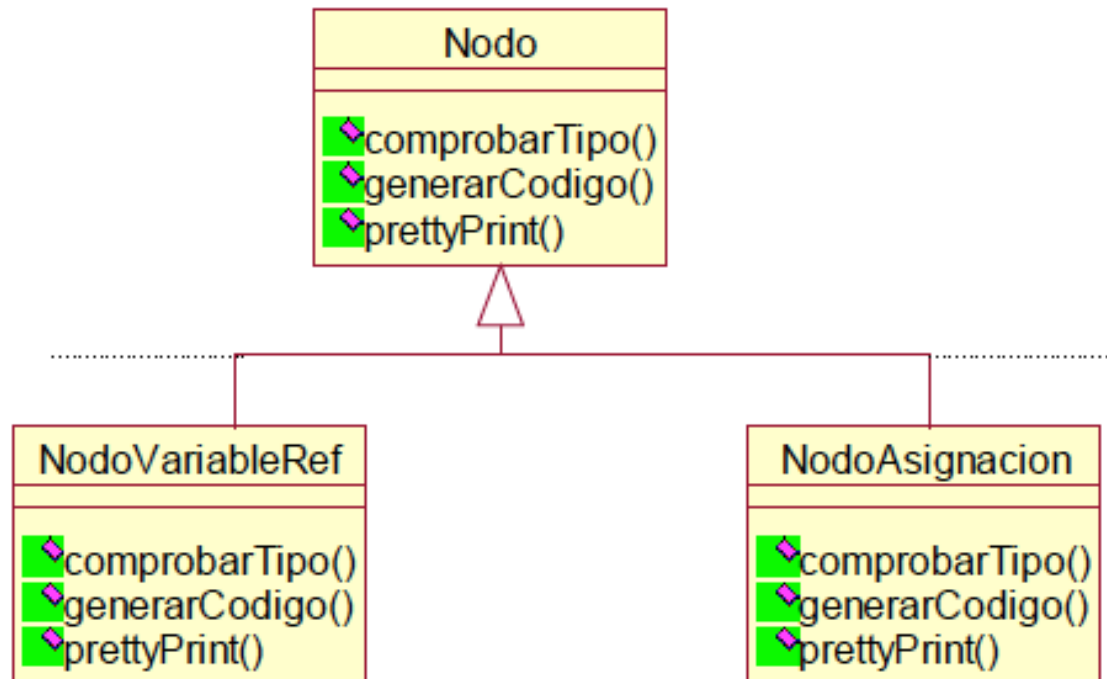 Nodo
comprobarTipo()
generarCodigo()
prettyPrint()
NodoVariableRef
comprobarTipo()
generarCodigo()
prettyPrint()
NodoAsignacion
comprobarTipo()
generarCodigo()
prettyPrint()